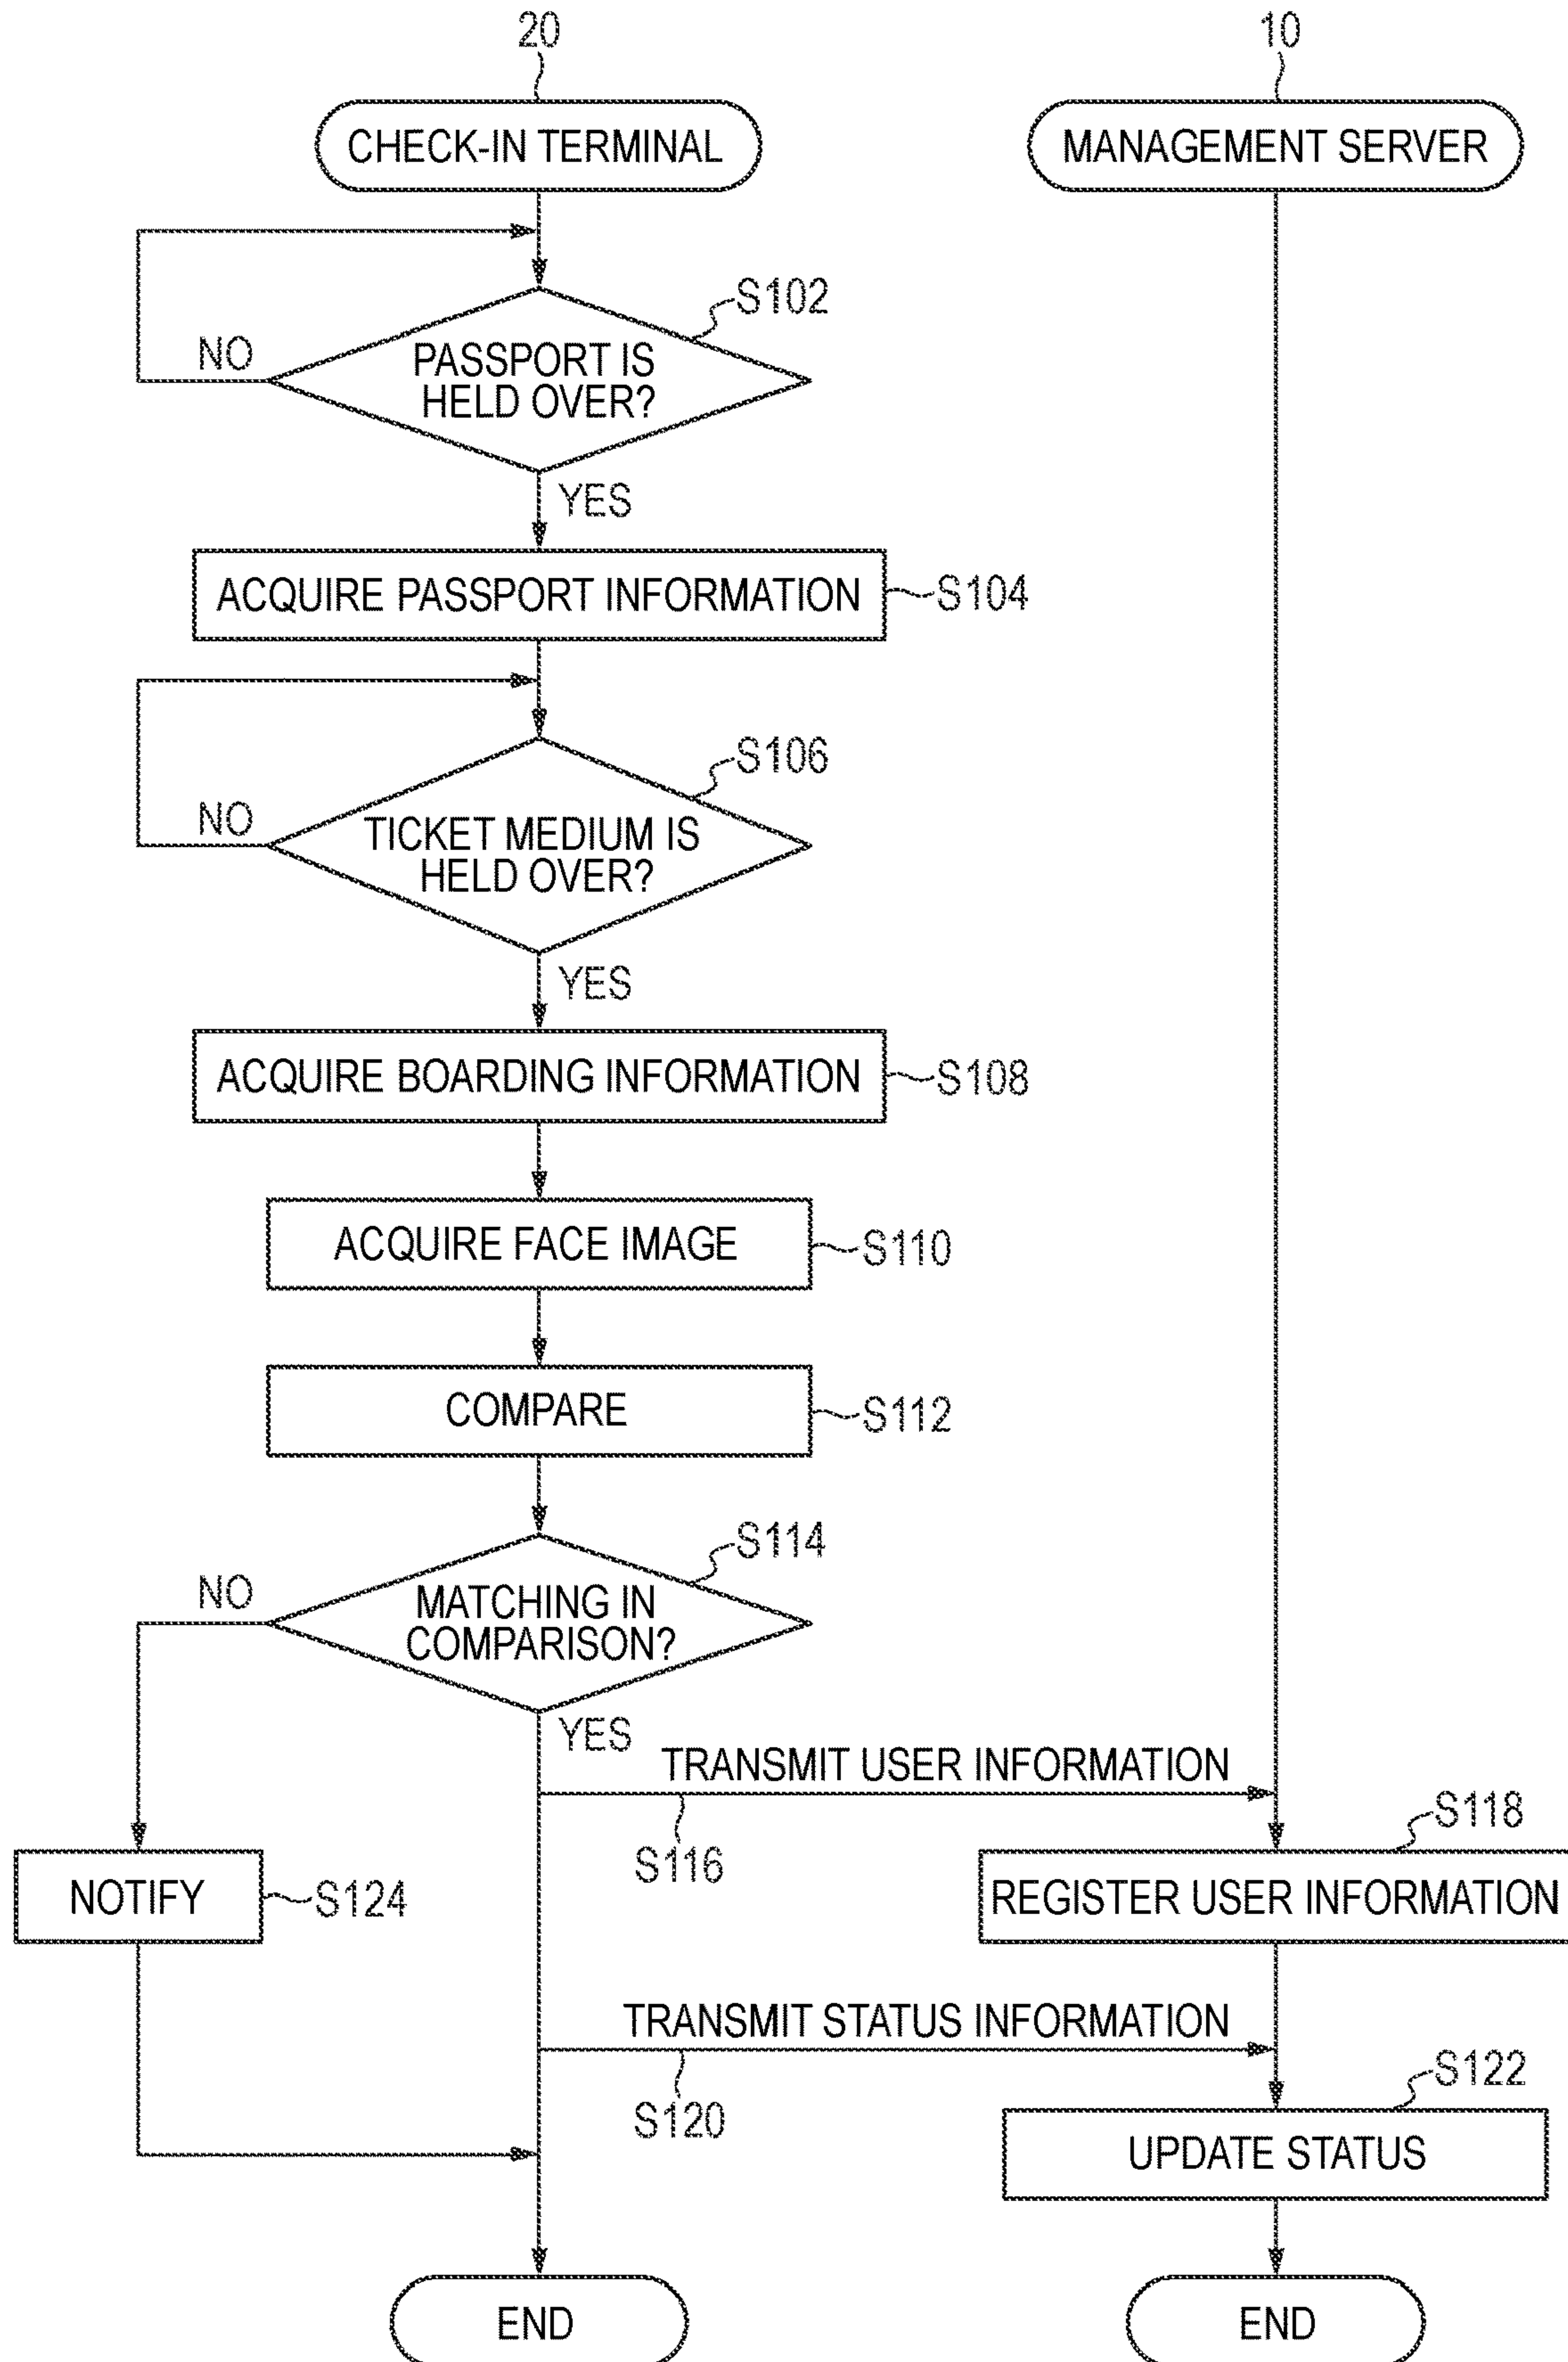 20
10
CHECK-IN TERMINAL
MANAGEMENT SERVER
S102
NO
PASSPORT IS
HELD OVER?
YES
ACQUIRE PASSPORT INFORMATION
S104
S106
NO
TICKET MEDIUM IS
HELD OVER?
YES
ACQUIRE BOARDING INFORMATION
S108
ACQUIRE FACE IMAGE
S110
COMPARE
S112
S114
NO
MATCHING IN
COMPARISON?
YES
TRANSMIT USER INFORMATION
S116
S118
NOTIFY
S124
REGISTER USER INFORMATION
TRANSMIT STATUS INFORMATION
S120
S122
UPDATE STATUS
END
END